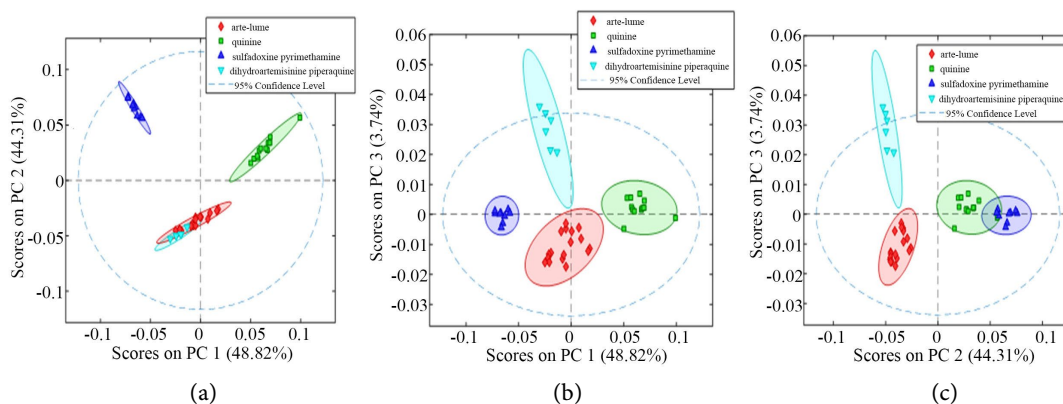 arte-lume
quinine
sulfadoxine pyrimethamine
dihydroartemisinine piperaquine
95% Confidence Level
0.1
0.05
0
-0.05
-0.1
Scores on PC 2 (44.31%)
-0.1 -0.05 0 0.05 0.1
Scores on PC 1 (48.82%)
(a)
arte-lume
quinine
sulfadoxine pyrimethamine
dihydroartemisinine piperaquine
95% Confidence Level
0.06
0.05
0.04
0.03
0.02
0.01
0
-0.01
-0.02
-0.03
Scores on PC 3 (3.74%)
-0.1 -0.05 0 0.05 0.1
Scores on PC 1 (48.82%)
(b)
arte-lume
quinine
sulfadoxine pyrimethamine
dihydroartemisinine piperaquine
95% Confidence Level
0.06
0.05
0.04
0.03
0.02
0.01
0
-0.01
-0.02
-0.03
Scores on PC 3 (3.74%)
-0.1 -0.05 0 0.05 0.1
Scores on PC 2 (44.31%)
(c)